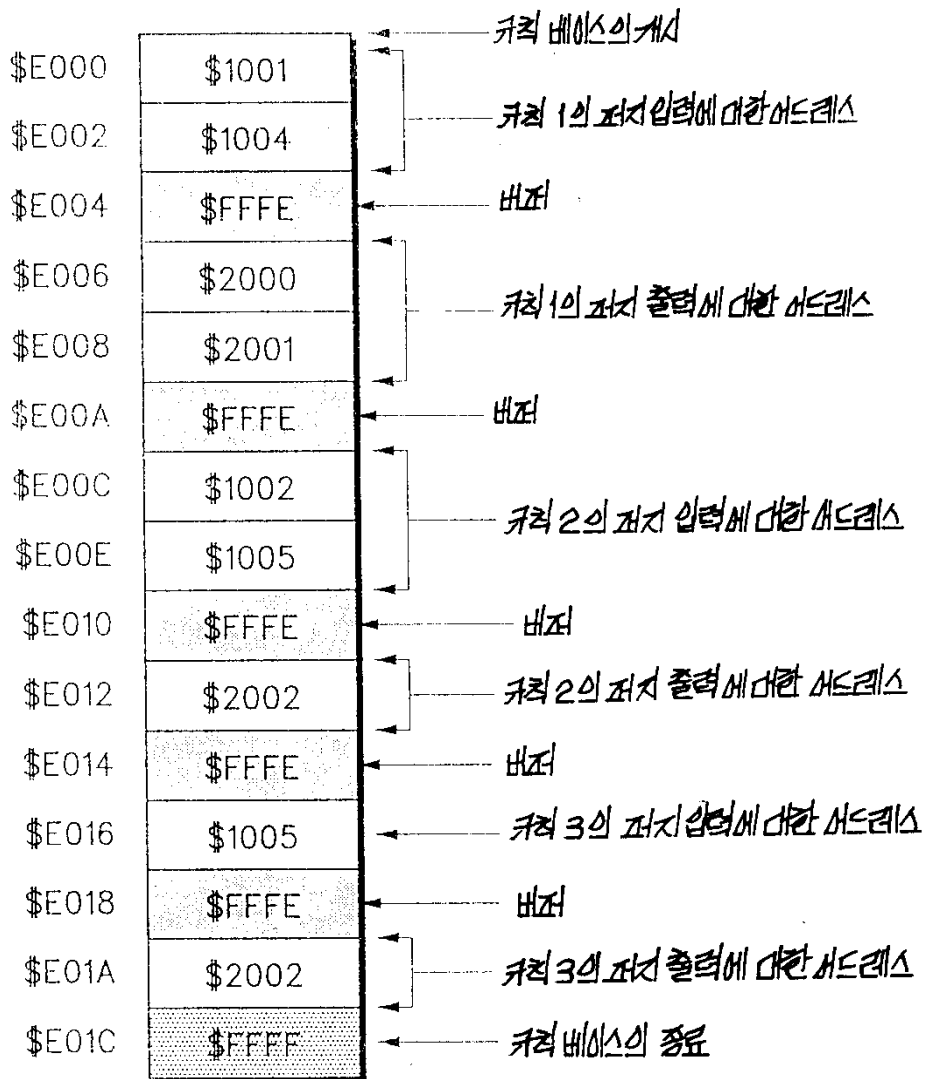 규칙 베이스의 개시
$E000 $1001
규칙 1의 퍼지 입력에 대한 어드레스
$E002 $1004
$E004 $FFFE 버퍼
$E006 $2000
규칙 1의 퍼지 출력에 대한 어드레스
$E008 $2001
$E00A $FFFE 버퍼
$E00C $1002
규칙 2의 퍼지 입력에 대한 어드레스
$E00E $1005
$E010 $FFFE 버퍼
$E012 $2002 규칙 2의 퍼지 출력에 대한 어드레스
$E014 $FFFE 버퍼
$E016 $1005 규칙 3의 퍼지 입력에 대한 어드레스
$E018 $FFFE 버퍼
$E01A $2002 규칙 3의 퍼지 출력에 대한 어드레스
$E01C $FFFF 규칙 베이스의 종료